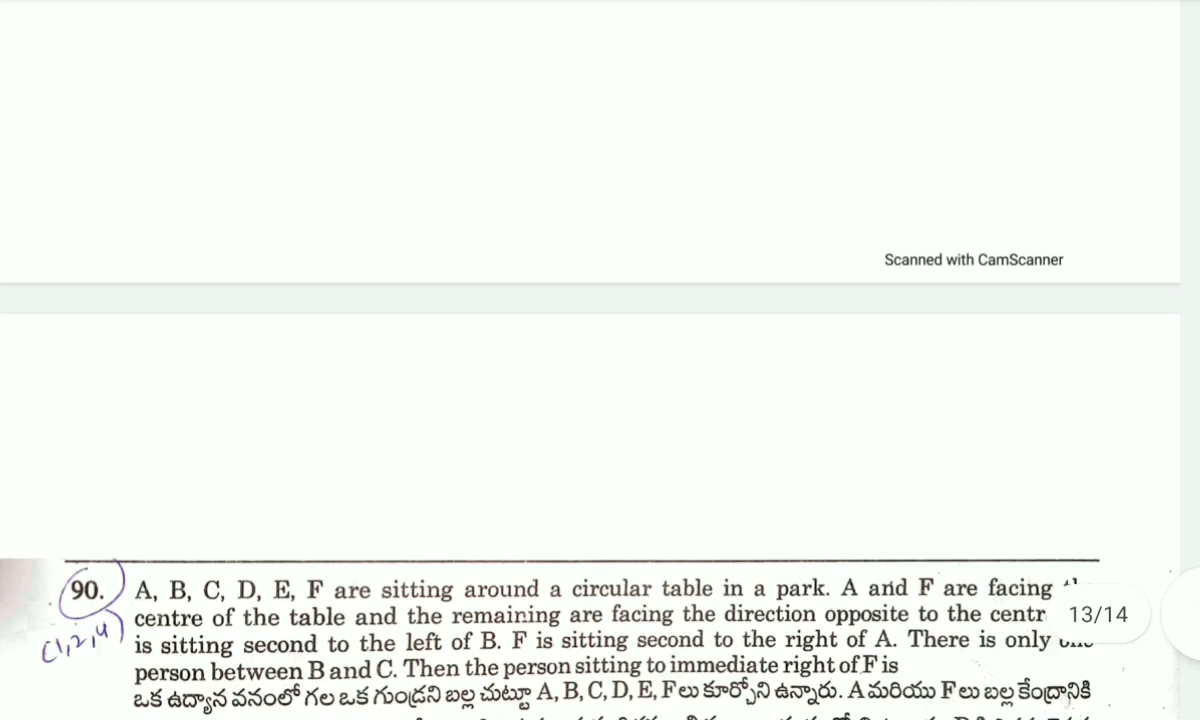 Scanned with CamScanner
90. A, B, C, D, E, F are sitting around a circular table in a park. A and F are facing
centre of the table and the remaining are facing the direction opposite to the centr
13/14
(1,2,4)
is sitting second to the left of B. F is sitting second to the right of A. There is only
person between B and C. Then the person sitting to immediate right of F is
ఒక ఉద్యాన వనంలో గల ఒక గుండ్రని బల్ల చుట్టూ A, B, C, D, E, F లు కూర్చోని ఉన్నారు. A మరియు F లు బల్ల కేంద్రానికి